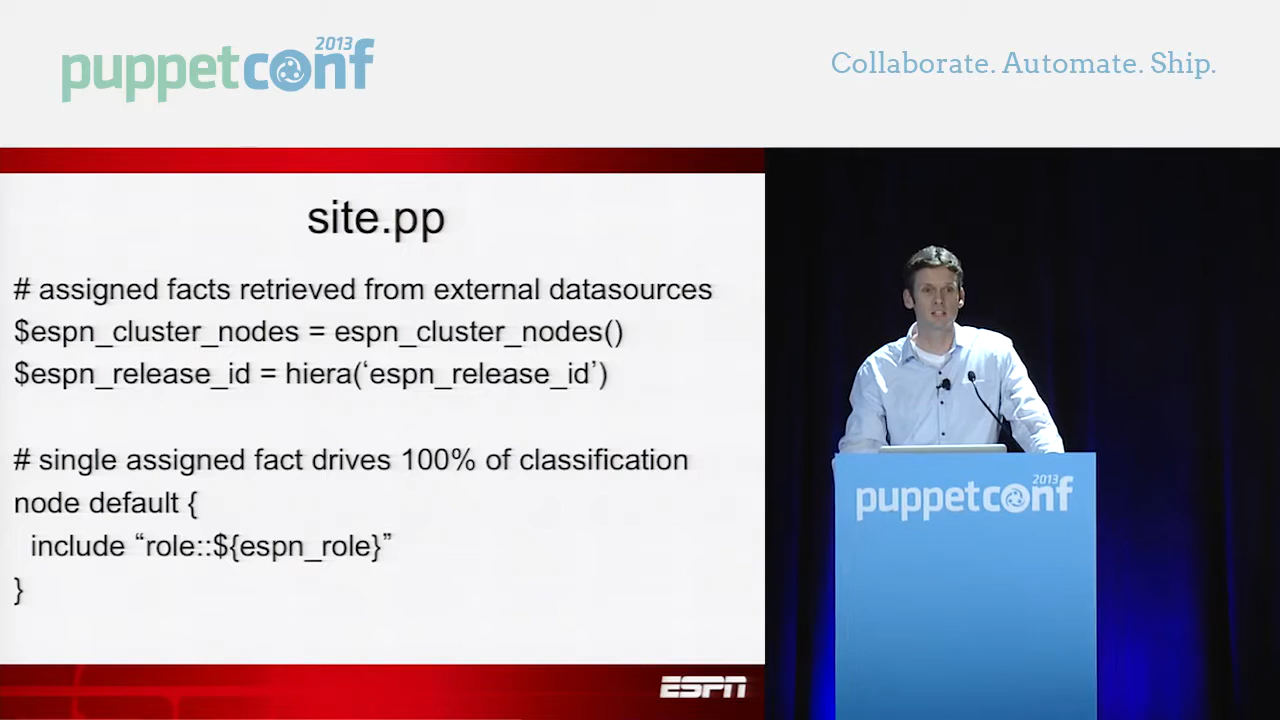 puppetconf 2013
Collaborate. Automate. Ship.
site.pp
# assigned facts retrieved from external datasources
$espn_cluster_nodes = espn_cluster_nodes()
$espn_release_id = hiera(‘espn_release_id’)
# single assigned fact drives 100% of classification
node default {
include “role::${espn_role}”
}
ESPN
puppetconf 2013